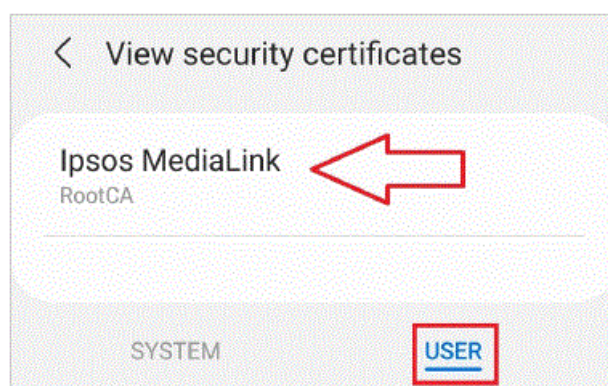 View security certificates
Ipsos MediaLink
RootCA
SYSTEM USER